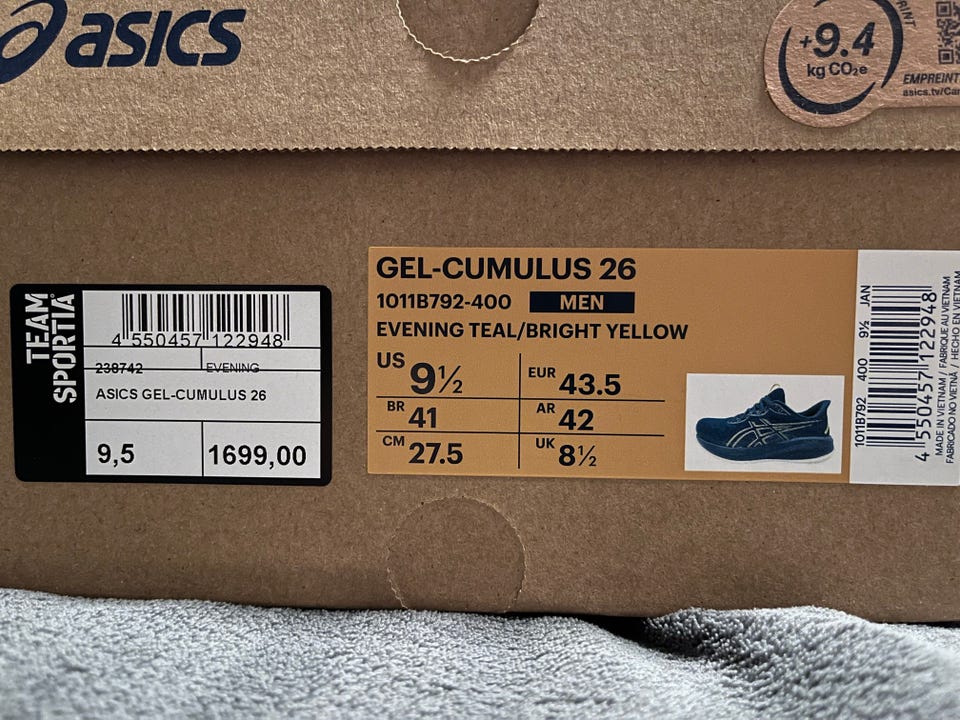 asics
+9.4
kg CO₂e
EMPREINT
asics.tv/Car
TEAM
SPORTIA
4 550457 122948
238742 EVENING
ASICS GEL-CUMULUS 26
9,5 1699,00
GEL-CUMULUS 26
1011B792-400 MEN
EVENING TEAL/BRIGHT YELLOW
US 9½ EUR 43.5
BR 41 AR 42
CM 27.5 UK 8½
1011B792 400 9½ JAN
4 550457 122948
MADE IN VIETNAM / FABRIQUE AU VIETNAM
FABRICADO NO VIETNÃ / HECHO EN VIETNAM